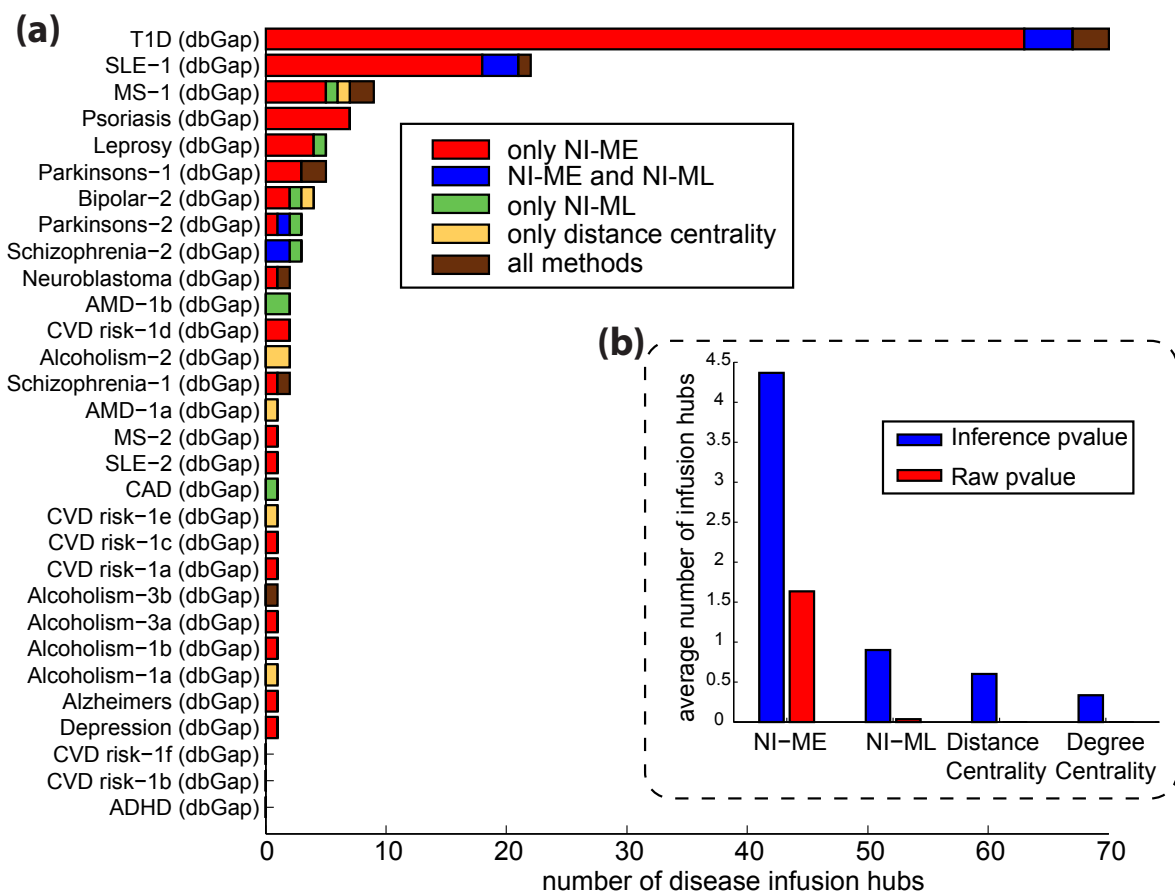 (a)
T1D (dbGap)
SLE−1 (dbGap)
MS−1 (dbGap)
Psoriasis (dbGap)
Leprosy (dbGap)
Parkinsons−1 (dbGap)
Bipolar−2 (dbGap)
Parkinsons−2 (dbGap)
Schizophrenia−2 (dbGap)
Neuroblastoma (dbGap)
AMD−1b (dbGap)
CVD risk−1d (dbGap)
Alcoholism−2 (dbGap)
Schizophrenia−1 (dbGap)
AMD−1a (dbGap)
MS−2 (dbGap)
SLE−2 (dbGap)
CAD (dbGap)
CVD risk−1e (dbGap)
CVD risk−1c (dbGap)
CVD risk−1a (dbGap)
Alcoholism−3b (dbGap)
Alcoholism−3a (dbGap)
Alcoholism−1b (dbGap)
Alcoholism−1a (dbGap)
Alzheimers (dbGap)
Depression (dbGap)
CVD risk−1f (dbGap)
CVD risk−1b (dbGap)
ADHD (dbGap)
0 10 20 30 40 50 60 70
number of disease infusion hubs
only NI-ME
NI-ME and NI-ML
only NI-ML
only distance centrality
all methods
(b)
average number of infusion hubs
4.5
4
3.5
3
2.5
2
1.5
1
0.5
0
Inference pvalue
Raw pvalue
NI−ME NI−ML Distance Degree
Centrality Centrality